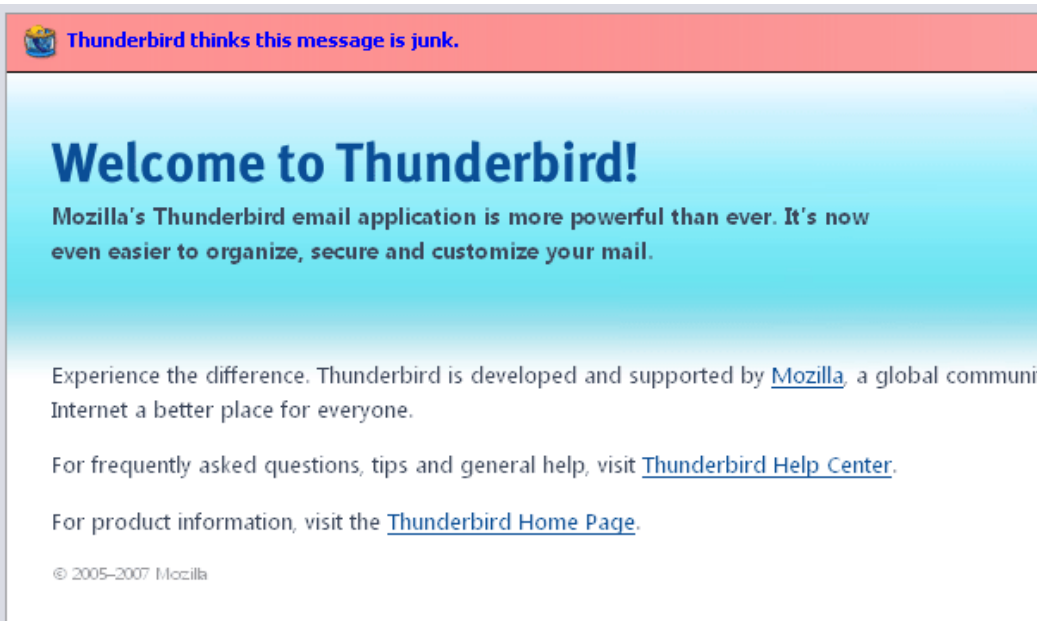 Thunderbird thinks this message is junk.
Welcome to Thunderbird!
Mozilla's Thunderbird email application is more powerful than ever. It's now
even easier to organize, secure and customize your mail.
Experience the difference. Thunderbird is developed and supported by Mozilla, a global
Internet a better place for everyone.
For frequently asked questions, tips and general help, visit Thunderbird Help Center.
For product information, visit the Thunderbird Home Page.
© 2005–2007 Mozilla